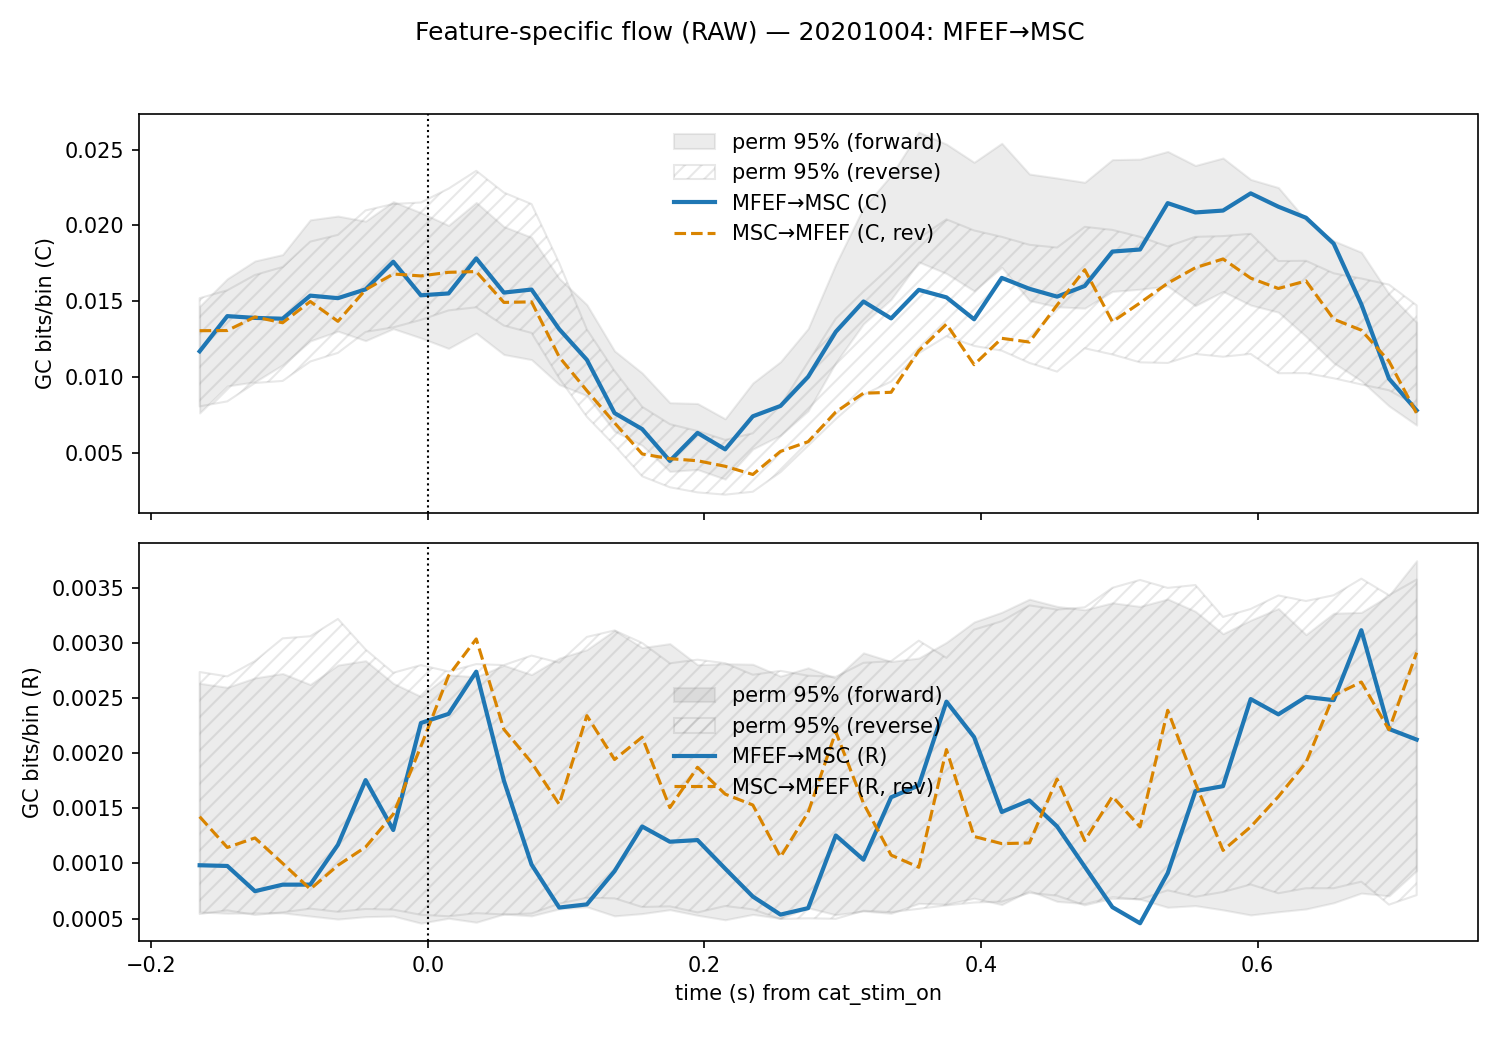 Feature-specific flow (RAW) — 20201004: MFEF→MSC
perm 95% (forward)
perm 95% (reverse)
MFEF→MSC (C)
MSC→MFEF (C, rev)
GC bits/bin (C)
0.025
0.020
0.015
0.010
0.005
perm 95% (forward)
perm 95% (reverse)
MFEF→MSC (R)
MSC→MFEF (R, rev)
GC bits/bin (R)
0.0035
0.0030
0.0025
0.0020
0.0015
0.0010
0.0005
−0.2 0.0 0.2 0.4 0.6
time (s) from cat_stim_on